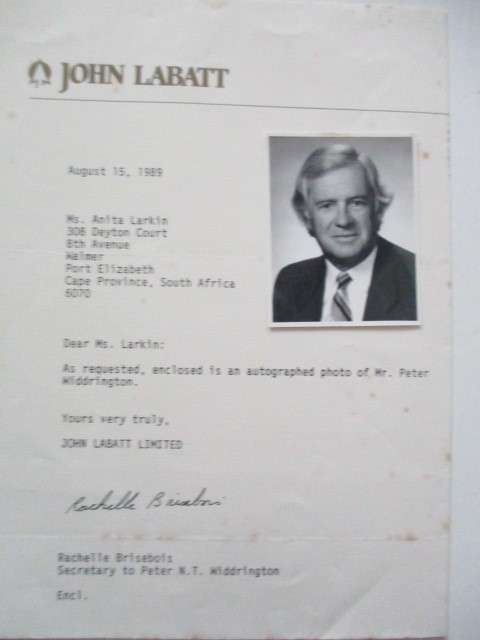 JOHN LABATT
August 15, 1989
Ms. Anita Larkin
306 Deyton Court
8th Avenue
Walmer
Port Elizabeth
Cape Province, South Africa
6070
Dear Ms. Larkin:
As requested, enclosed is an autographed photo of Mr. Peter
Widdrington.
Yours very truly,
JOHN LABATT LIMITED
Rachelle Brisebois
Rachelle Brisebois
Secretary to Peter N.T. Widdrington
Encl.